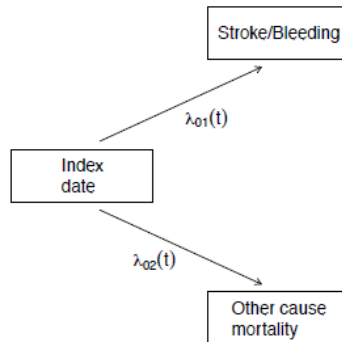 Stroke/Bleeding
λ01(t)
Index
date
λ02(t)
Other cause
mortality